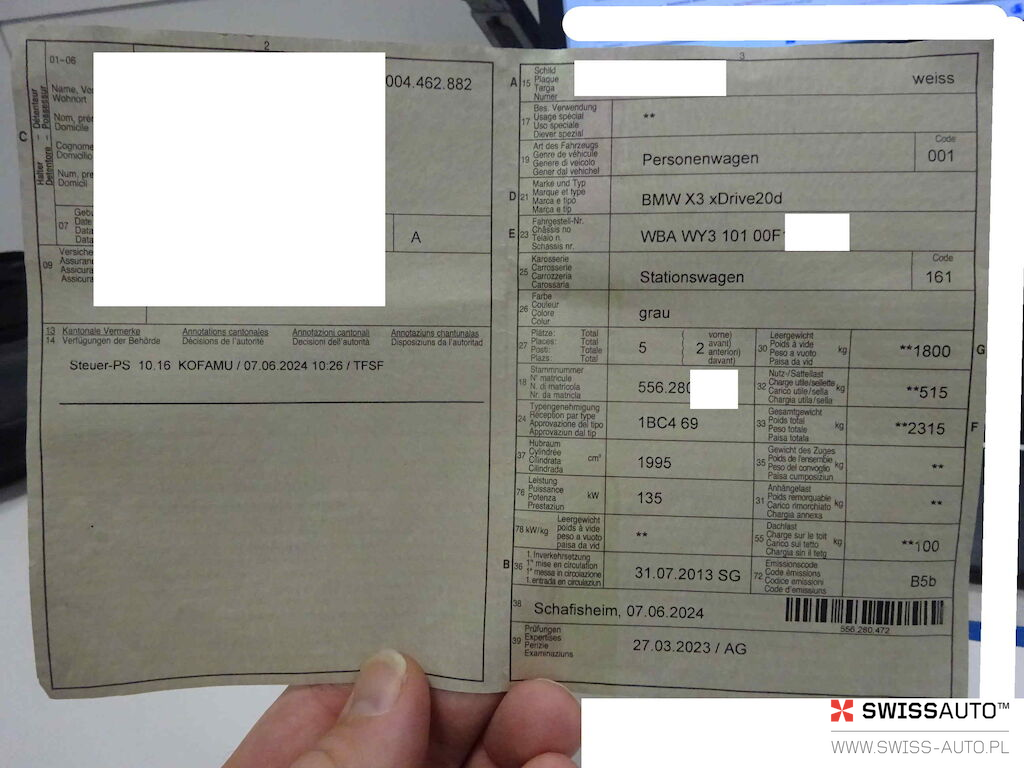 2
01-06
Name, Vo
Wohnort
Nom, pré
Domicile
Cognome
Domicilio
Num, pre
Domicil
C
Halter – Détenteur
Detentore – Possessur
004.462.882
07
Geb
Date
Data
Data
A
09
Versiche
Assuran
Assicura
Assicura
13 Kantonale Vermerke Annotations cantonales Annotazioni cantonali Annotaziuns chantunalas
14 Verfügungen der Behörde Décisions de l'autorité Decisioni dell'autorità Disposiziuns da l'autoritad
Steuer-PS 10.16 KOFAMU / 07.06.2024 10:26 / TFSF
3
A 15
Schild
Plaque
Targa
Numer
weiss
17
Bes. Verwendung
Usage spécial
Uso speciale
Diever spezial
**
19
Art des Fahrzeugs
Genre de véhicule
Genere di veicolo
Gener dal vehichel
Personenwagen
Code
001
D 21
Marke und Typ
Marque et type
Marca e tipo
Marca e tip
BMW X3 xDrive20d
E 23
Fahrgestell-Nr.
Châssis no
Telaio n.
Schassis nr.
WBA WY3 101 00F
25
Karosserie
Carrosserie
Carrozzeria
Carossaria
Stationswagen
Code
161
26
Farbe
Couleur
Colore
Colur
grau
27
Plätze: Total
Places: Total
Posti: Totale
Plazs: Total
5
( vorne)
( avant)
2 anteriori)
davant)
30
Leergewicht
Poids à vide
Peso a vuoto
Paisa da vid
kg
**1800
G
18
Stammnummer
N° matricule
N. di matricola
Nr. da matricla
556.280
32
Nutz-/Sattellast
Charge utile/sellette
Carico utile/sella
Chargia utila/sella
kg
**515
24
Typengenehmigung
Réception par type
Approvazione del tipo
Approvaziun dal tip
1BC4 69
33
Gesamtgewicht
Poids total
Peso totale
Paisa totala
kg
**2315
F
37
Hubraum
Cylindrée
Cilindrata
Cilindrada
cm³
1995
35
Gewicht des Zuges
Poids de l'ensemble
Peso del convoglio
Paisa cumposiziun
kg
**
76
Leistung
Puissance
Potenza
Prestaziun
kW
135
31
Anhängelast
Poids remorquable
Carico rimorchiato
Chargia annexa
kg
**
78 kW/kg
Leergewicht
poids à vide
peso a vuoto
paisa da vid
**
55
Dachlast
Charge sur le toit
Carico sul tetto
Chargia sin il tetg
kg
**100
B 36
1. Inverkehrsetzung
1re mise en circulation
1a messa in circolazione
1. entrada en circulaziun
31.07.2013 SG
72
Emissionscode
Code émissions
Codice emissioni
Code d'emissiuns
B5b
38
Schafisheim, 07.06.2024
556.280.472
39
Prüfungen
Expertises
Perizie
Examinaziuns
27.03.2023 / AG
SWISSAUTO™
WWW.SWISS-AUTO.PL